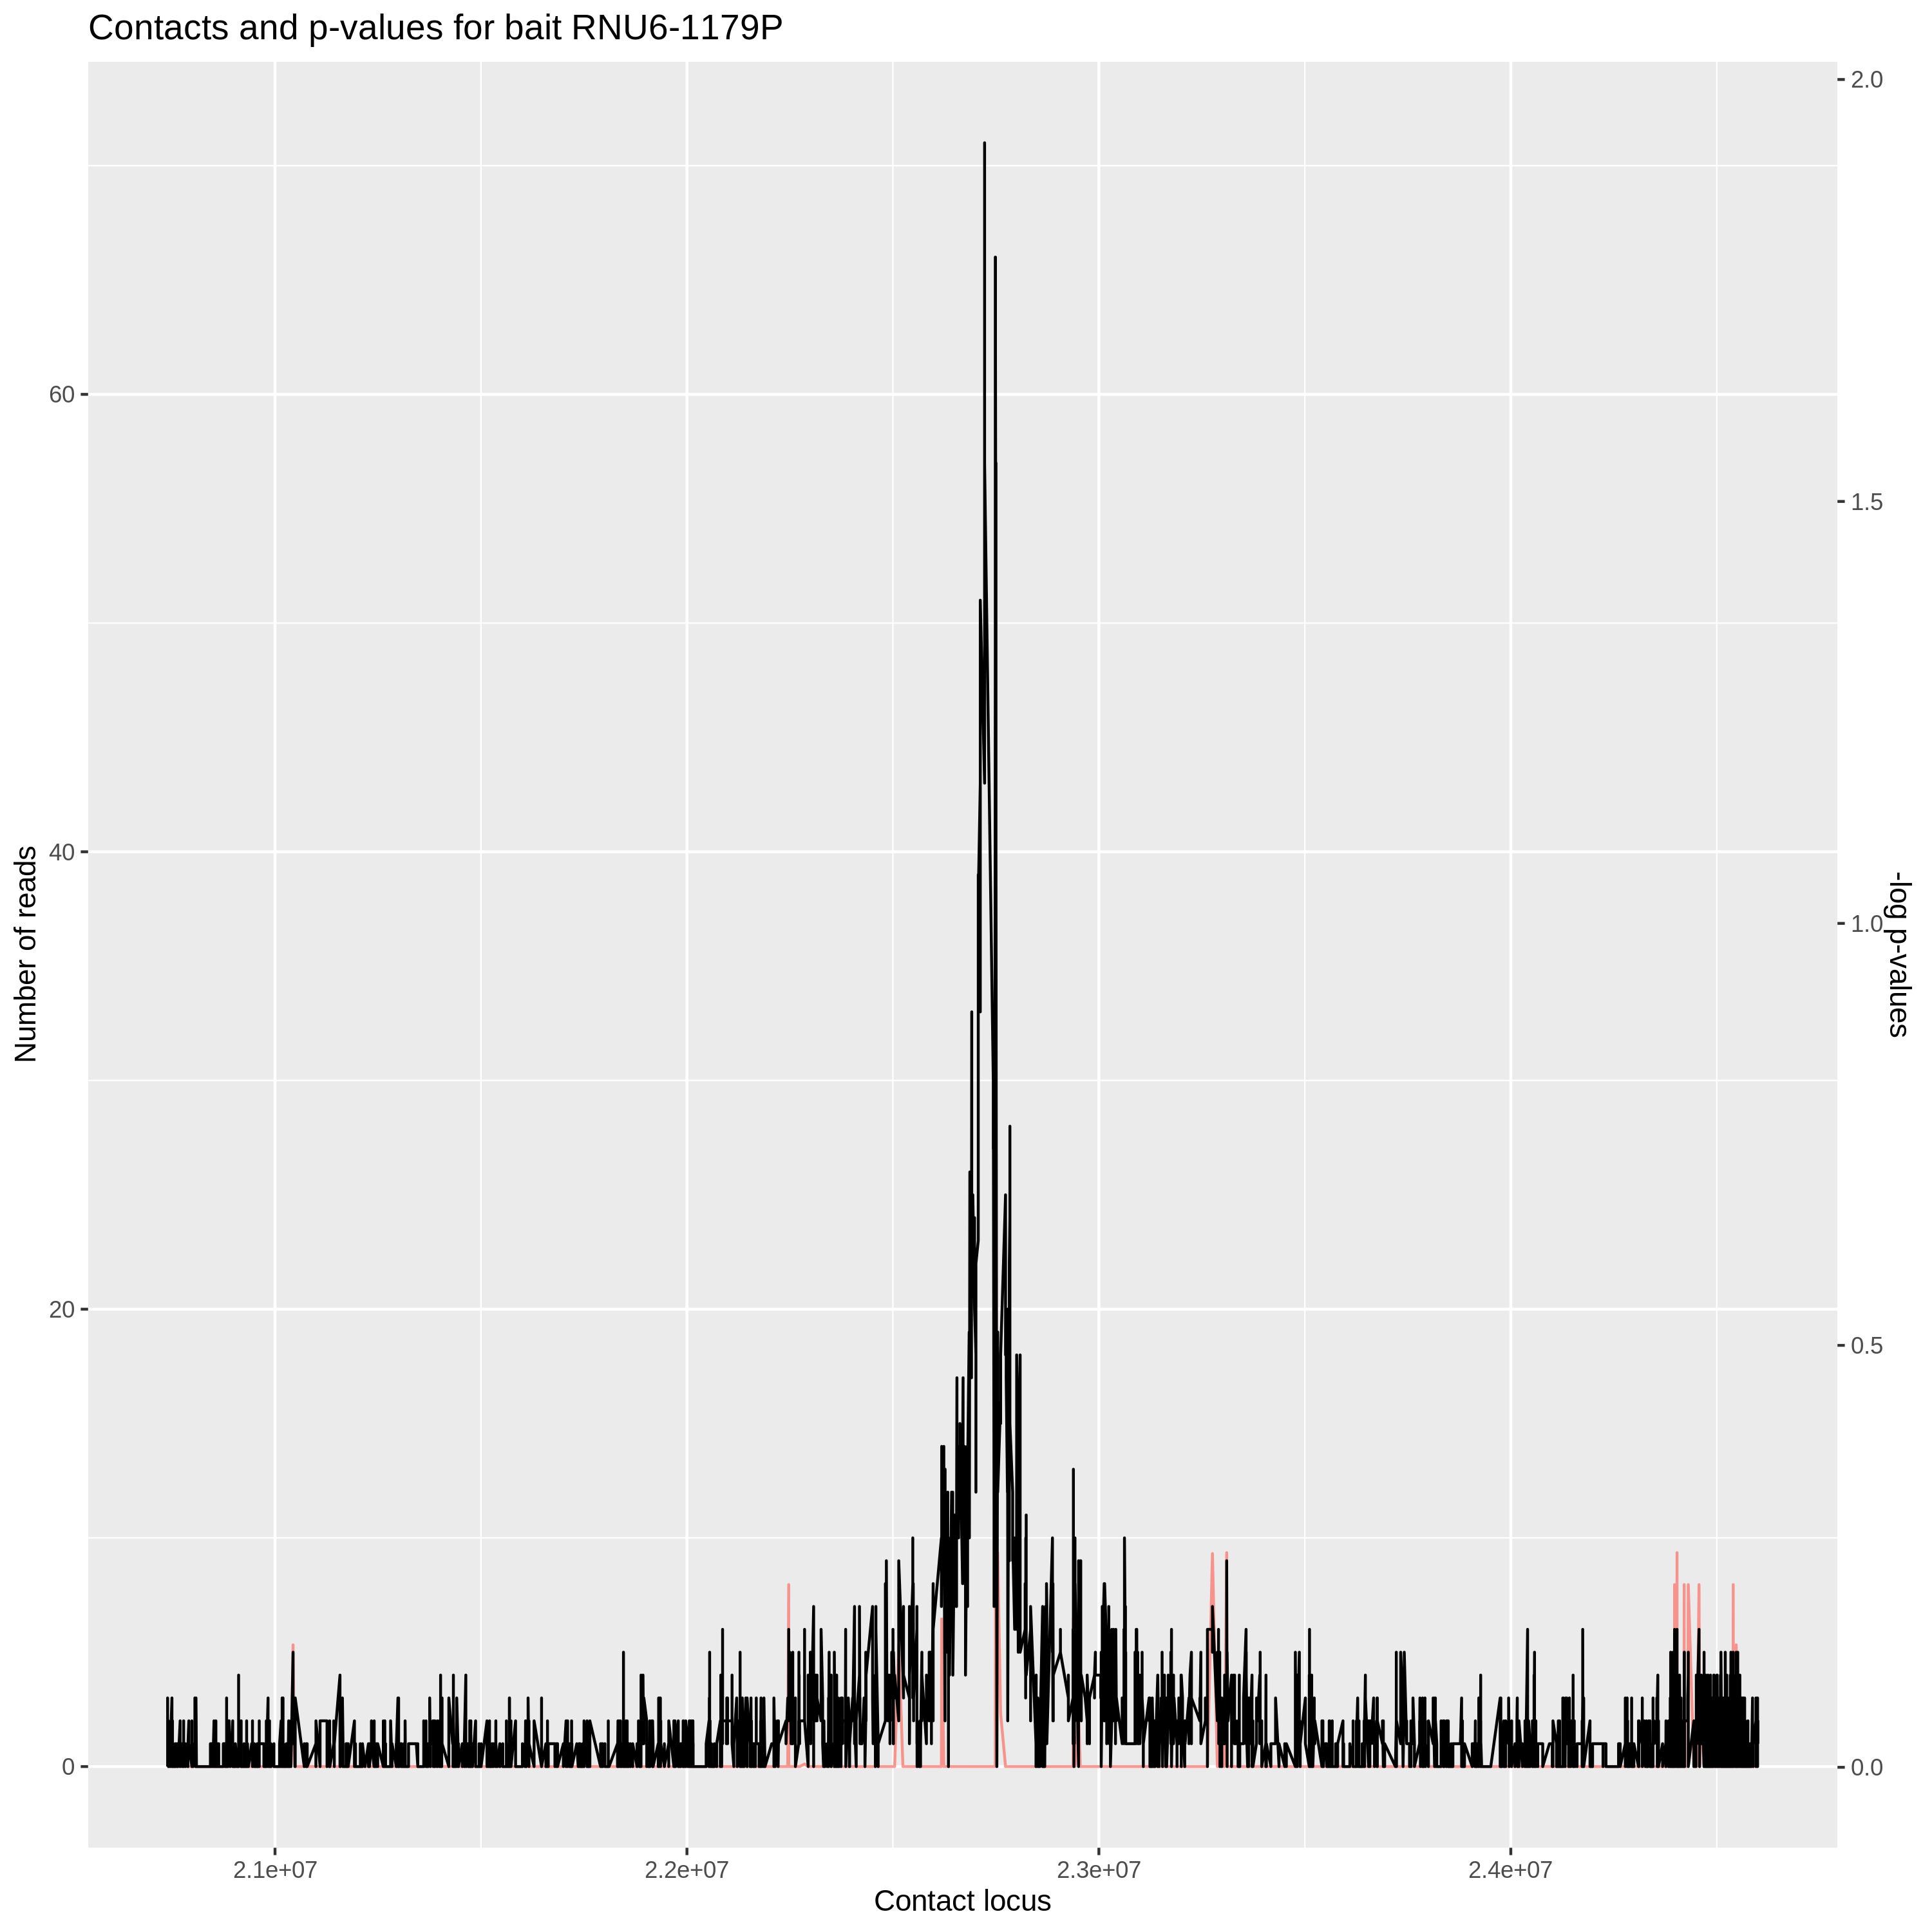 Contacts and p-values for bait RNU6-1179P
Number of reads
60
40
20
0
2.0
1.5
1.0
0.5
0.0
-log p-values
2.1e+07 2.2e+07 2.3e+07 2.4e+07
Contact locus